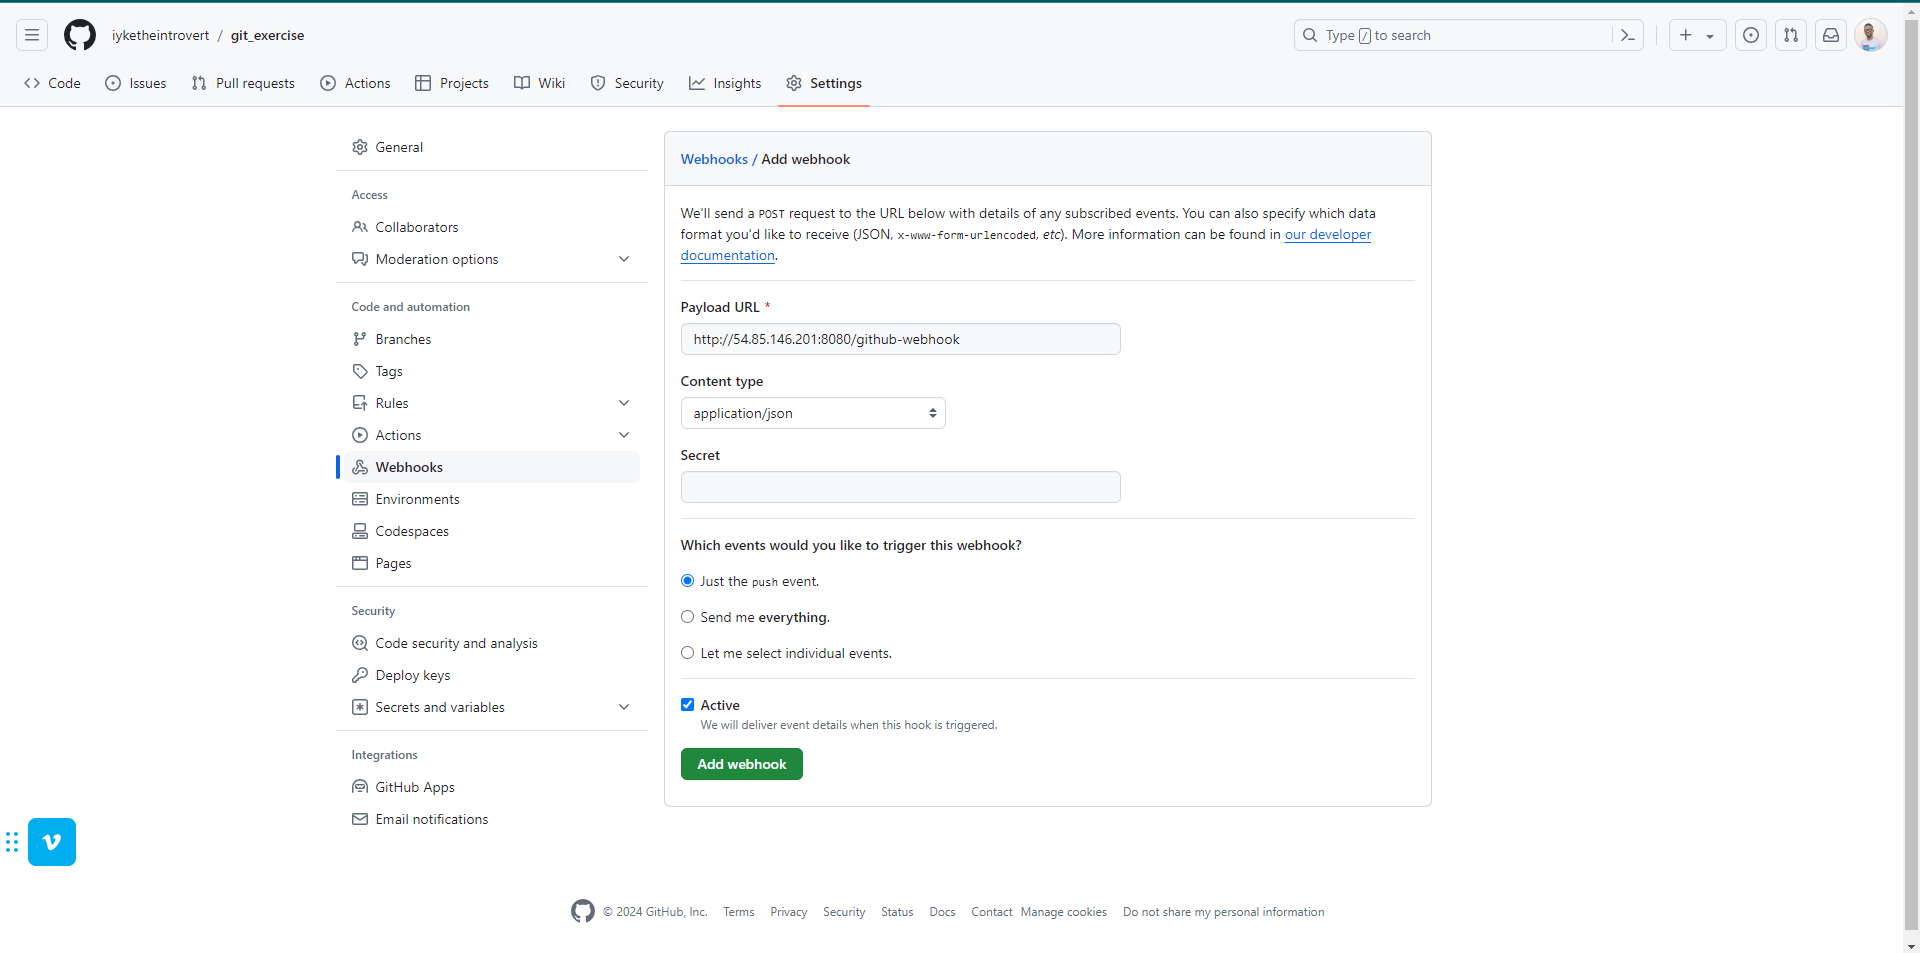 iyketheintrovert / git_exercise
Type / to search
Code
Issues
Pull requests
Actions
Projects
Wiki
Security
Insights
Settings
General
Access
Collaborators
Moderation options
Code and automation
Branches
Tags
Rules
Actions
Webhooks
Environments
Codespaces
Pages
Security
Code security and analysis
Deploy keys
Secrets and variables
Integrations
GitHub Apps
Email notifications
Webhooks / Add webhook
We'll send a POST request to the URL below with details of any subscribed events. You can also specify which data
format you'd like to receive (JSON, x-www-form-urlencoded, etc). More information can be found in our developer
documentation.
Payload URL *
http://54.85.146.201:8080/github-webhook
Content type
application/json
Secret
Which events would you like to trigger this webhook?
Just the push event.
Send me everything.
Let me select individual events.
Active
We will deliver event details when this hook is triggered.
Add webhook
© 2024 GitHub, Inc. Terms Privacy Security Status Docs Contact Manage cookies Do not share my personal information